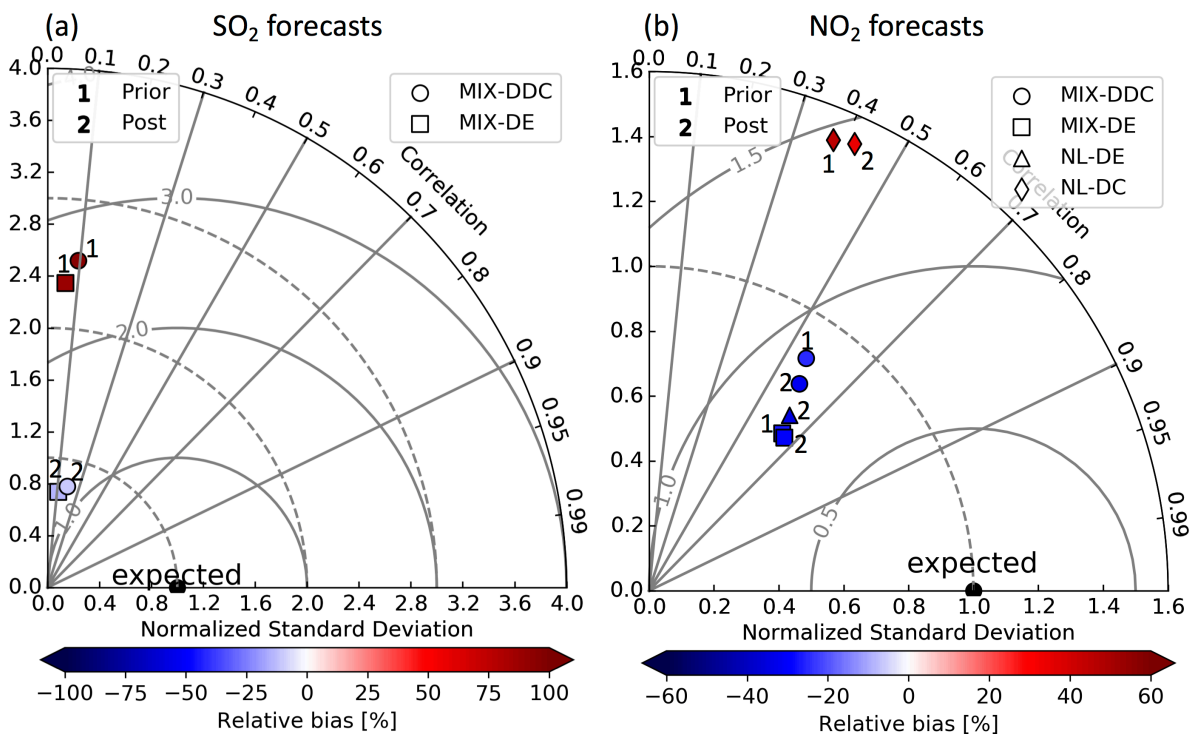 (a) SO2 forecasts
0.0 0.1 0.2 0.3 0.4 0.5 0.6 0.7 0.8 0.9 0.95 0.99
Correlation
4.0
3.6
3.2
2.8
2.4
2.0
1.6
1.2
0.8
0.4
0.0
1 Prior
2 Post
MIX-DDC
MIX-DE
4.0
3.0
2.0
1.0
1
1
2
2
expected
0.0 0.4 0.8 1.2 1.6 2.0 2.4 2.8 3.2 3.6 4.0
Normalized Standard Deviation
−100 −75 −50 −25 0 25 50 75 100
Relative bias [%]
(b) NO2 forecasts
0.0 0.1 0.2 0.3 0.4 0.5 0.6 0.7 0.8 0.9 0.95 0.99
Correlation
1.6
1.4
1.2
1.0
0.8
0.6
0.4
0.2
0.0
1 Prior
2 Post
MIX-DDC
MIX-DE
NL-DE
NL-DC
1.5
1.0
0.5
1 2
1
2
2
1
2
expected
0.0 0.2 0.4 0.6 0.8 1.0 1.2 1.4 1.6
Normalized Standard Deviation
−60 −40 −20 0 20 40 60
Relative bias [%]